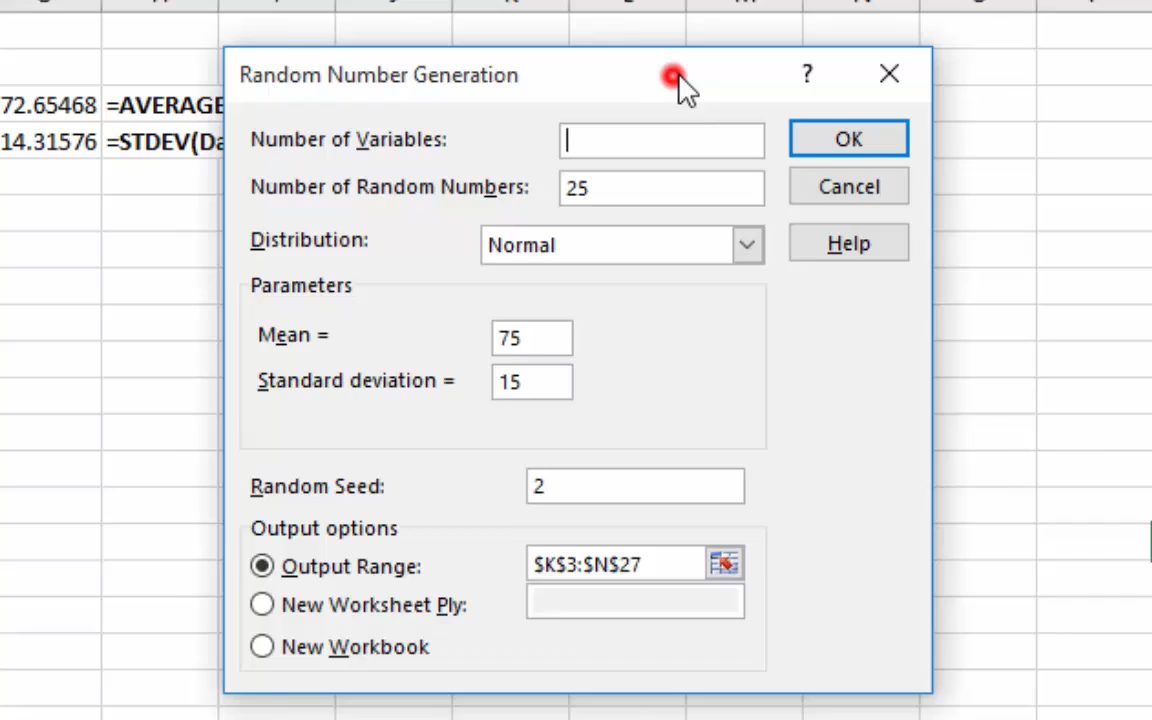 Random Number Generation ?
72.65468 =AVERAGE
Number of Variables: OK
14.31576 =STDEV(Da
Number of Random Numbers: 25 Cancel
Distribution: Normal Help
Parameters
Mean = 75
Standard deviation = 15
Random Seed: 2
Output options
Output Range: $K$3:$N$27
New Worksheet Ply:
New Workbook